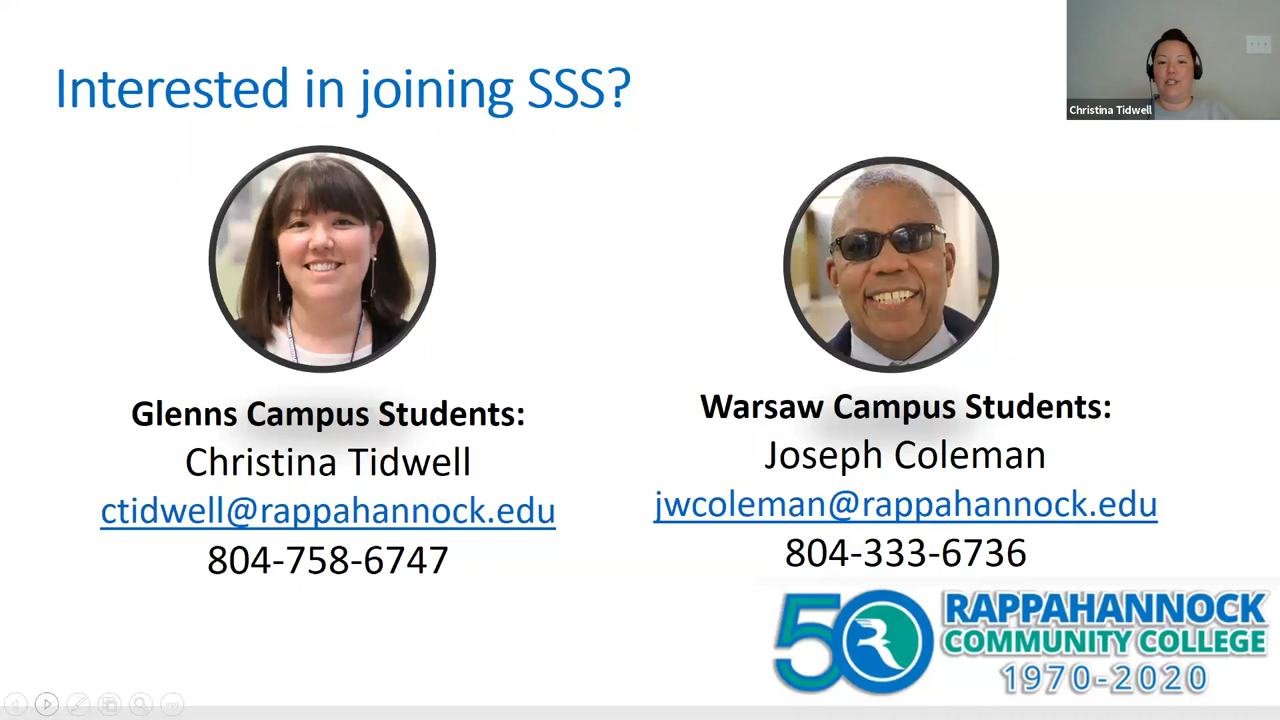 Interested in joining SSS?
Christina Tidwell
Glenns Campus Students:
Christina Tidwell
ctidwell@rappahannock.edu
804-758-6747
Warsaw Campus Students:
Joseph Coleman
jwcoleman@rappahannock.edu
804-333-6736
50 RAPPAHANNOCK
COMMUNITY COLLEGE
1970-2020